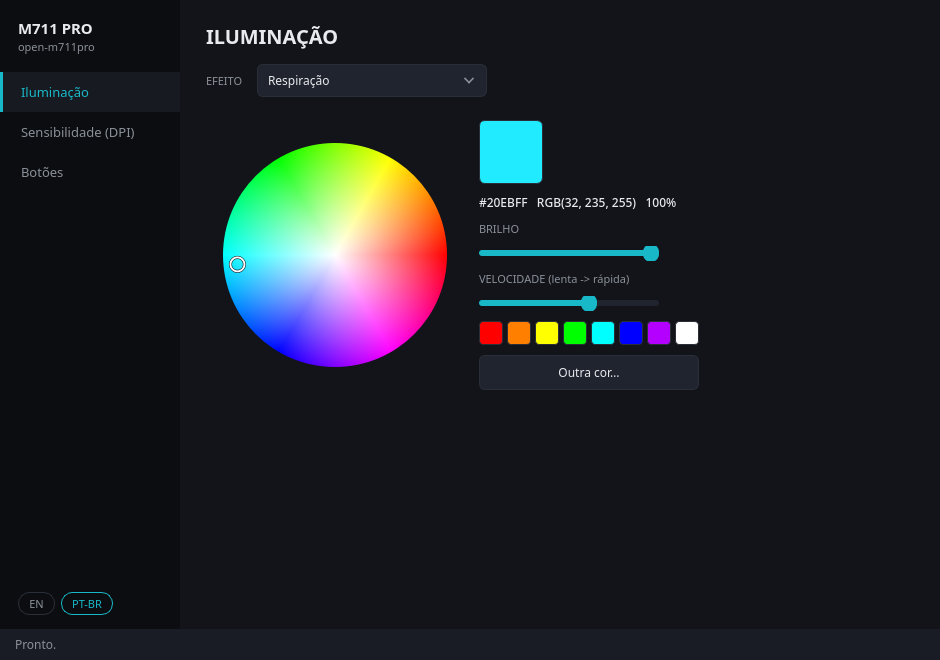 M711 PRO
open-m711pro
Iluminação
Sensibilidade (DPI)
Botões
EN
PT-BR
ILUMINAÇÃO
EFEITO
Respiração
#20EBFF RGB(32, 235, 255) 100%
BRILHO
VELOCIDADE (lenta -> rápida)
Outra cor...
Pronto.